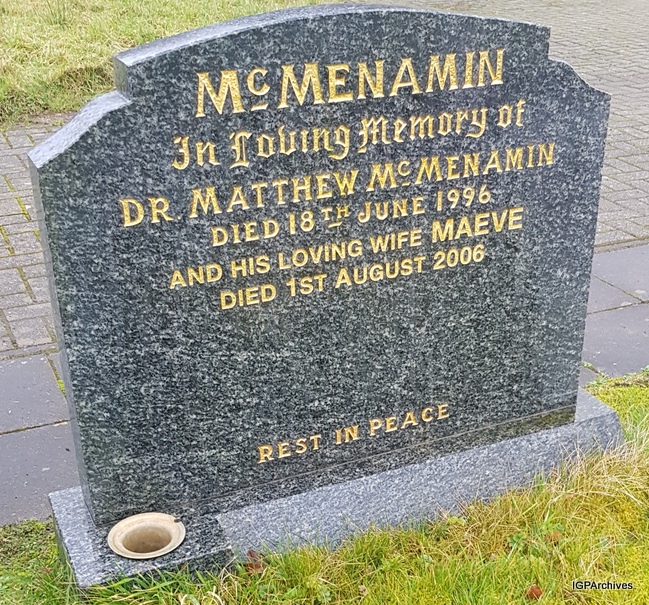 McMENAMIN
In Loving Memory of
DR. MATTHEW McMENAMIN
DIED 18TH JUNE 1996
AND HIS LOVING WIFE MAEVE
DIED 1ST AUGUST 2006
REST IN PEACE
IGPArchives